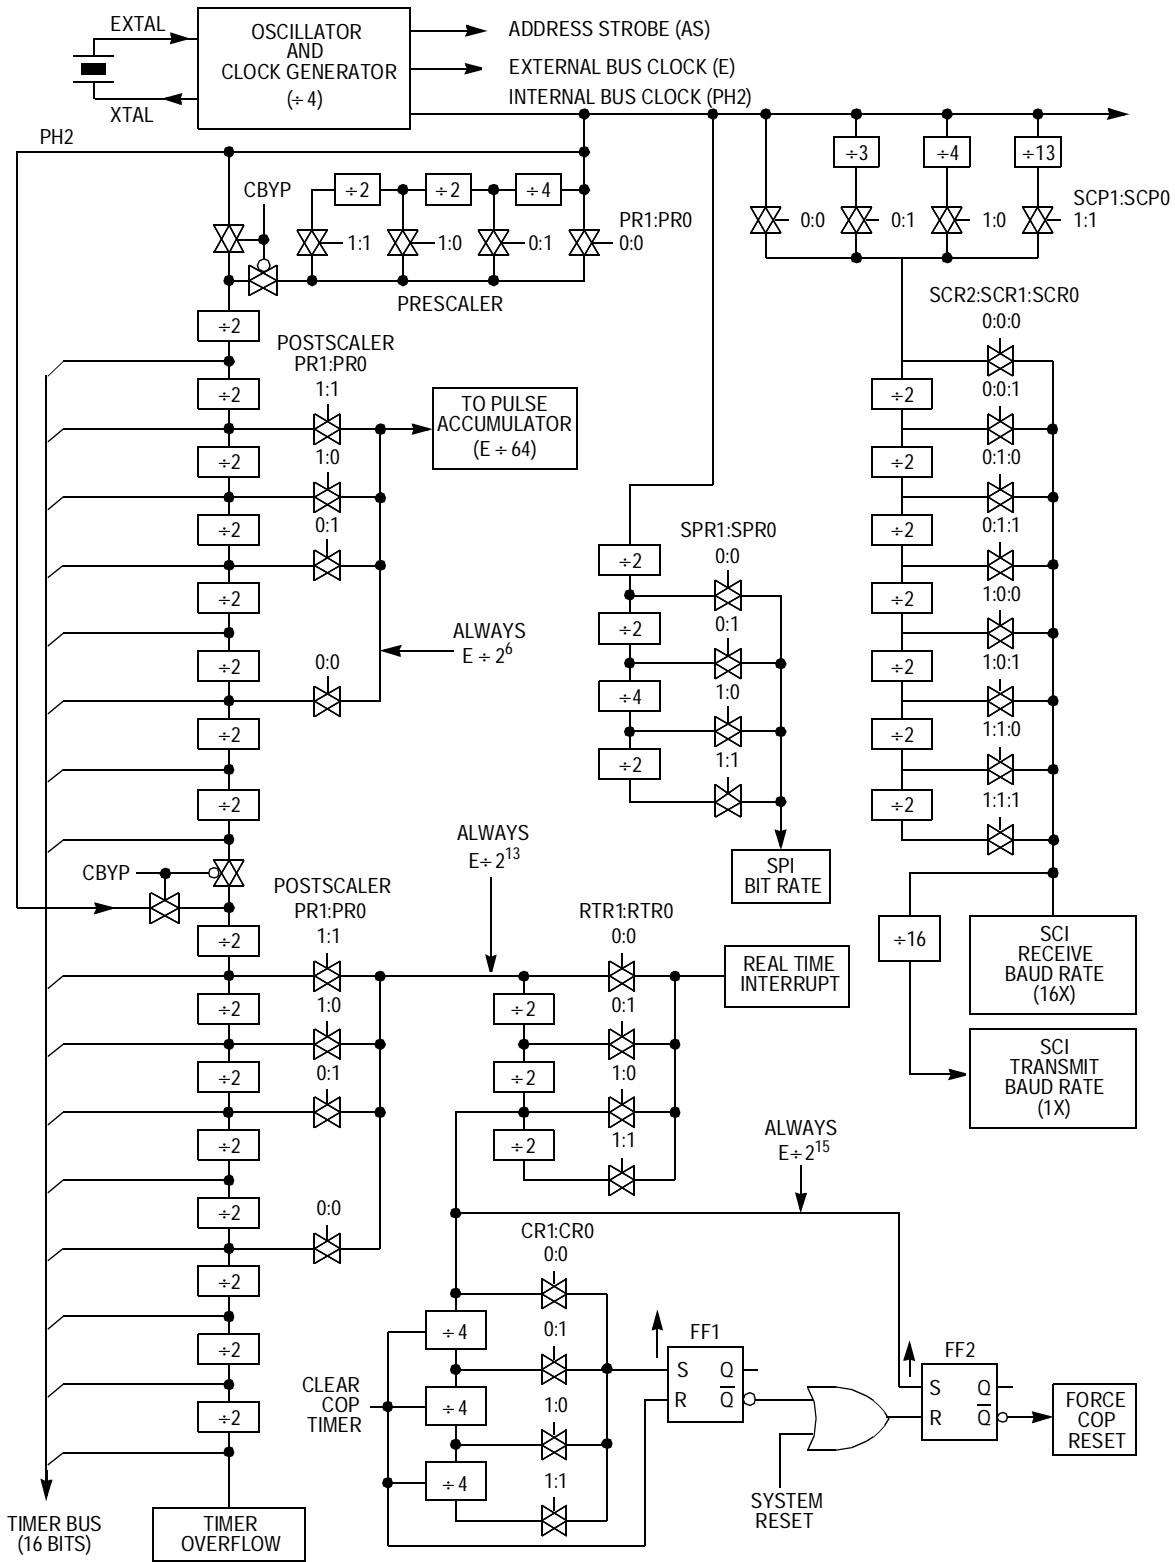 EXTAL
OSCILLATOR
AND
CLOCK GENERATOR
(÷ 4)
XTAL
ADDRESS STROBE (AS)
EXTERNAL BUS CLOCK (E)
INTERNAL BUS CLOCK (PH2)
PH2
÷3
÷4
÷13
CBYP
÷2
÷2
÷4
SCP1:SCP0
0:0
0:1
1:0
1:1
PR1:PR0
1:1
1:0
0:1
0:0
PRESCALER
÷2
÷2
÷2
÷2
÷2
÷2
÷2
÷2
POSTSCALER
PR1:PR0
1:1
1:0
0:1
0:0
TO PULSE
ACCUMULATOR
(E ÷ 64)
ALWAYS
E ÷ 2⁶
SPR1:SPR0
÷2
0:0
÷2
0:1
÷4
1:0
÷2
1:1
SPI
BIT RATE
SCR2:SCR1:SCR0
0:0:0
÷2
0:0:1
÷2
0:1:0
÷2
0:1:1
÷2
1:0:0
÷2
1:0:1
÷2
1:1:0
÷2
1:1:1
÷16
SCI
RECEIVE
BAUD RATE
(16X)
SCI
TRANSMIT
BAUD RATE
(1X)
CBYP
÷2
÷2
÷2
÷2
÷2
÷2
÷2
÷2
POSTSCALER
PR1:PR0
1:1
1:0
0:1
0:0
ALWAYS
E÷2¹³
RTR1:RTR0
0:0
÷2
0:1
÷2
1:0
÷2
1:1
REAL TIME
INTERRUPT
ALWAYS
E÷2¹⁵
CR1:CR0
0:0
÷ 4
0:1
÷ 4
1:0
÷ 4
1:1
CLEAR
COP
TIMER
FF1
S Q
R Q̅
FF2
S Q
R Q̅
FORCE
COP
RESET
SYSTEM
RESET
TIMER BUS
(16 BITS)
TIMER
OVERFLOW